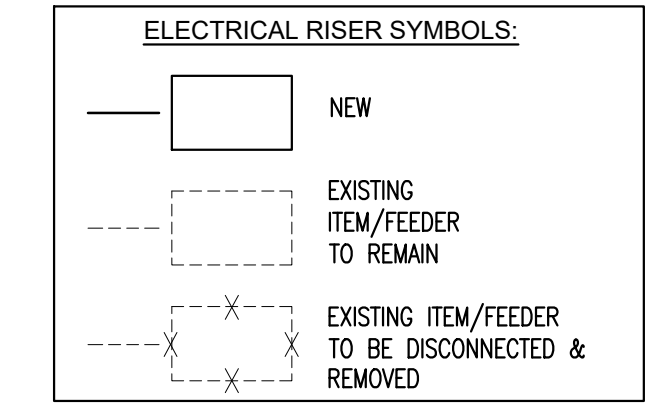 ELECTRICAL RISER SYMBOLS:
NEW
EXISTING
ITEM/FEEDER
TO REMAIN
EXISTING ITEM/FEEDER
TO BE DISCONNECTED &
REMOVED